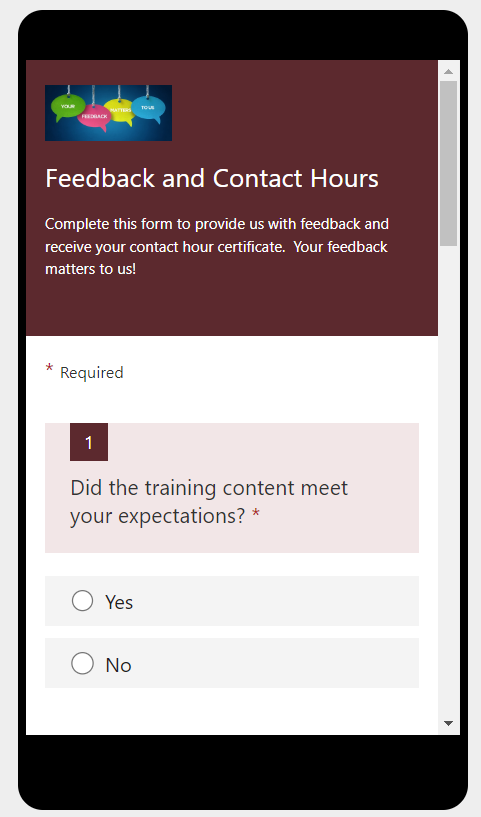 YOUR
FEEDBACK
MATTERS
TO US
Feedback and Contact Hours
Complete this form to provide us with feedback and
receive your contact hour certificate.  Your feedback
matters to us!
* Required
1
Did the training content meet
your expectations? *
Yes
No